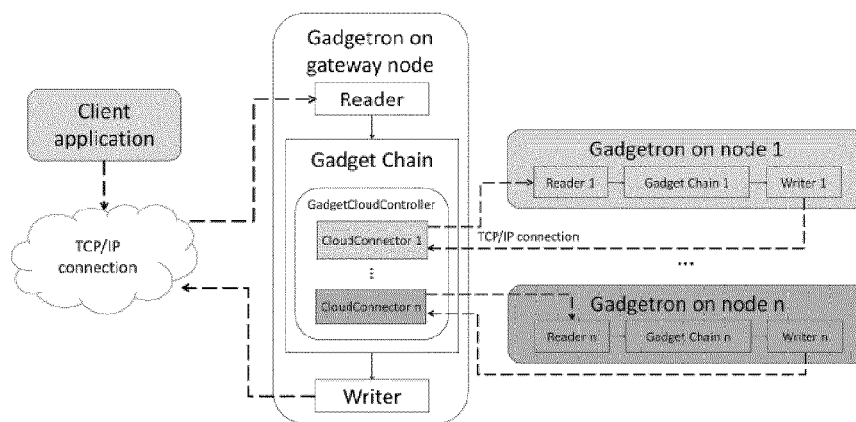 Gadgetron on
gateway node
Reader
Client
application
Gadget Chain
GadgetCloudController
CloudConnector 1
⋮
CloudConnector n
Writer
TCP/IP
connection
Gadgetron on node 1
Reader 1
Gadget Chain 1
Writer 1
TCP/IP connection
...
Gadgetron on node n
Reader n
Gadget Chain n
Writer n